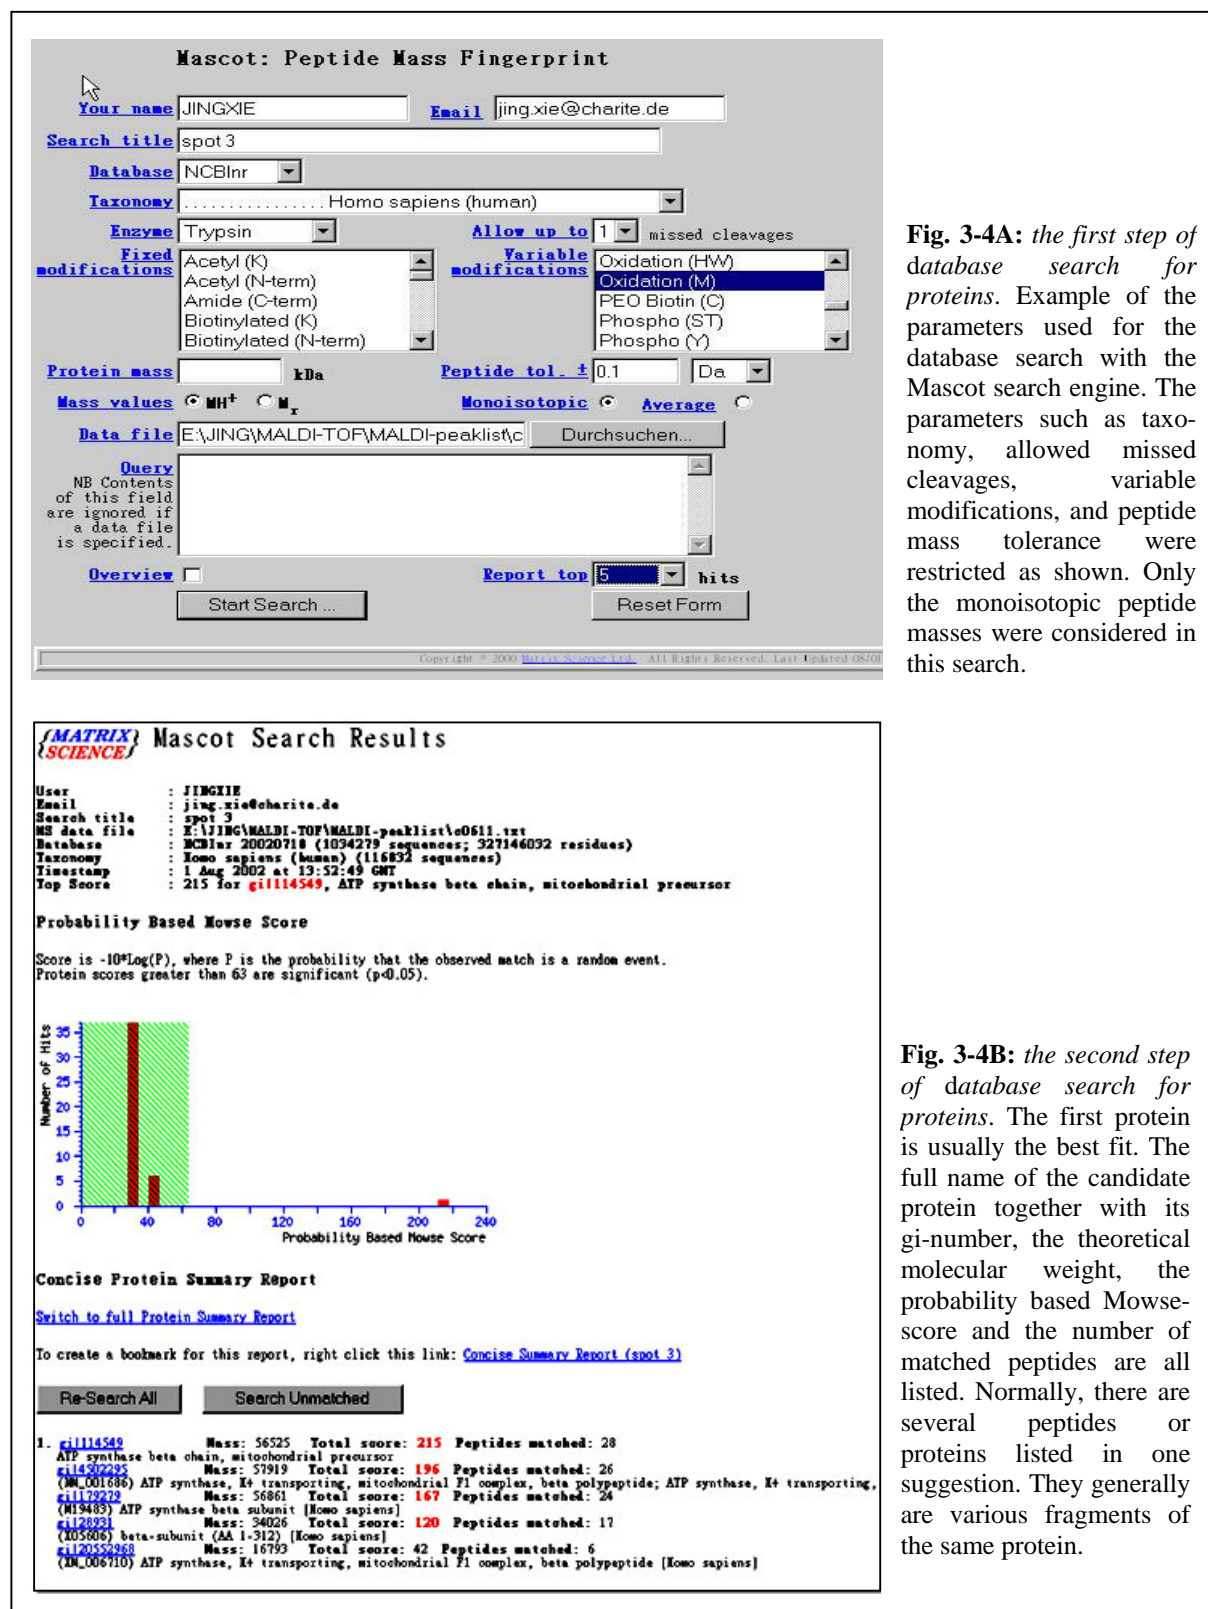 Mascot: Peptide Mass Fingerprint
Your name JINGXIE Email jing.xie@charite.de
Search title spot 3
Database NCBInr
Taxonomy . . . . . . . . . . . . . . . . Homo sapiens (human)
Enzyme Trypsin Allow up to 1 missed cleavages
Fixed modifications
Acetyl (K)
Acetyl (N-term)
Amide (C-term)
Biotinylated (K)
Biotinylated (N-term)
Variable modifications
Oxidation (HW)
Oxidation (M)
PEO Biotin (C)
Phospho (ST)
Phospho (Y)
Protein mass kDa Peptide tol. ± 0.1 Da
Mass values MH+ Mr Monoisotopic Average
Data file E:\JING\MALDI-TOF\MALDI-peaklist\c Durchsuchen...
Query
NB Contents
of this field
are ignored if
a data file
is specified.
Overview Report top 5 hits
Start Search ... Reset Form
Copyright © 2000 Matrix Science Ltd. All Rights Reserved. Last Updated 08/01
Fig. 3-4A: the first step of
database search for
proteins. Example of the
parameters used for the
database search with the
Mascot search engine. The
parameters such as taxo-
nomy, allowed missed
cleavages, variable
modifications, and peptide
mass tolerance were
restricted as shown. Only
the monoisotopic peptide
masses were considered in
this search.
{MATRIX} {SCIENCE} Mascot Search Results
User : JINGXIE
Email : jing.xie@charite.de
Search title : spot 3
MS data file : E:\JING\MALDI-TOF\MALDI-peaklist\c0611.txt
Database : NCBInr 20020718 (1034279 sequences; 327146032 residues)
Taxonomy : Homo sapiens (human) (116832 sequences)
Timestamp : 1 Aug 2002 at 13:52:49 GMT
Top Score : 215 for gi|114549, ATP synthase beta chain, mitochondrial precursor
Probability Based Mowse Score
Score is -10*Log(P), where P is the probability that the observed match is a random event.
Protein scores greater than 63 are significant (p<0.05).
Number of Hits
35
30
25
20
15
10
5
0
0 40 80 120 160 200 240
Probability Based Mowse Score
Concise Protein Summary Report
Switch to full Protein Summary Report
To create a bookmark for this report, right click this link: Concise Summary Report (spot 3)
Re-Search All Search Unmatched
1. gi|114549 Mass: 56525 Total score: 215 Peptides matched: 28
ATP synthase beta chain, mitochondrial precursor
gi|4502295 Mass: 57919 Total score: 196 Peptides matched: 26
(NM_001686) ATP synthase, H+ transporting, mitochondrial F1 complex, beta polypeptide; ATP synthase, H+ transporting,
gi|179279 Mass: 56861 Total score: 167 Peptides matched: 24
(M19483) ATP synthase beta subunit [Homo sapiens]
gi|28931 Mass: 34026 Total score: 120 Peptides matched: 17
(X05606) beta-subunit (AA 1-312) [Homo sapiens]
gi|20552968 Mass: 16793 Total score: 42 Peptides matched: 6
(XM_006710) ATP synthase, H+ transporting, mitochondrial F1 complex, beta polypeptide [Homo sapiens]
Fig. 3-4B: the second step
of database search for
proteins. The first protein
is usually the best fit. The
full name of the candidate
protein together with its
gi-number, the theoretical
molecular weight, the
probability based Mowse-
score and the number of
matched peptides are all
listed. Normally, there are
several peptides or
proteins listed in one
suggestion. They generally
are various fragments of
the same protein.